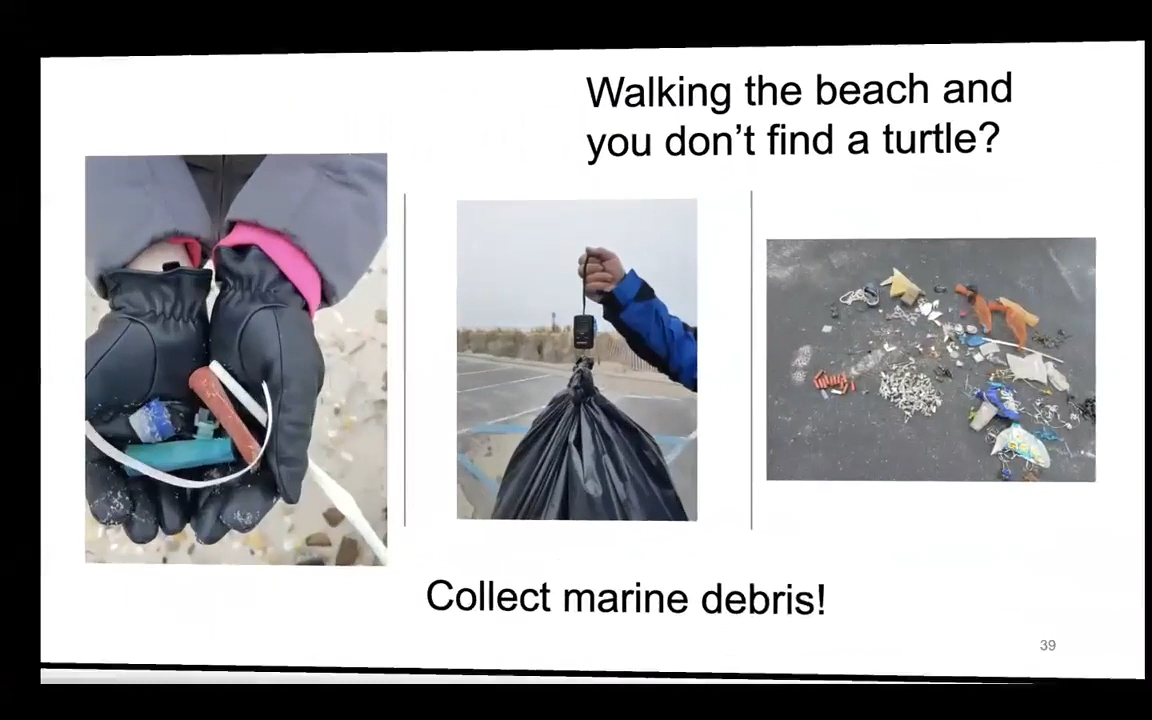 Walking the beach and
you don't find a turtle?
Collect marine debris!
39